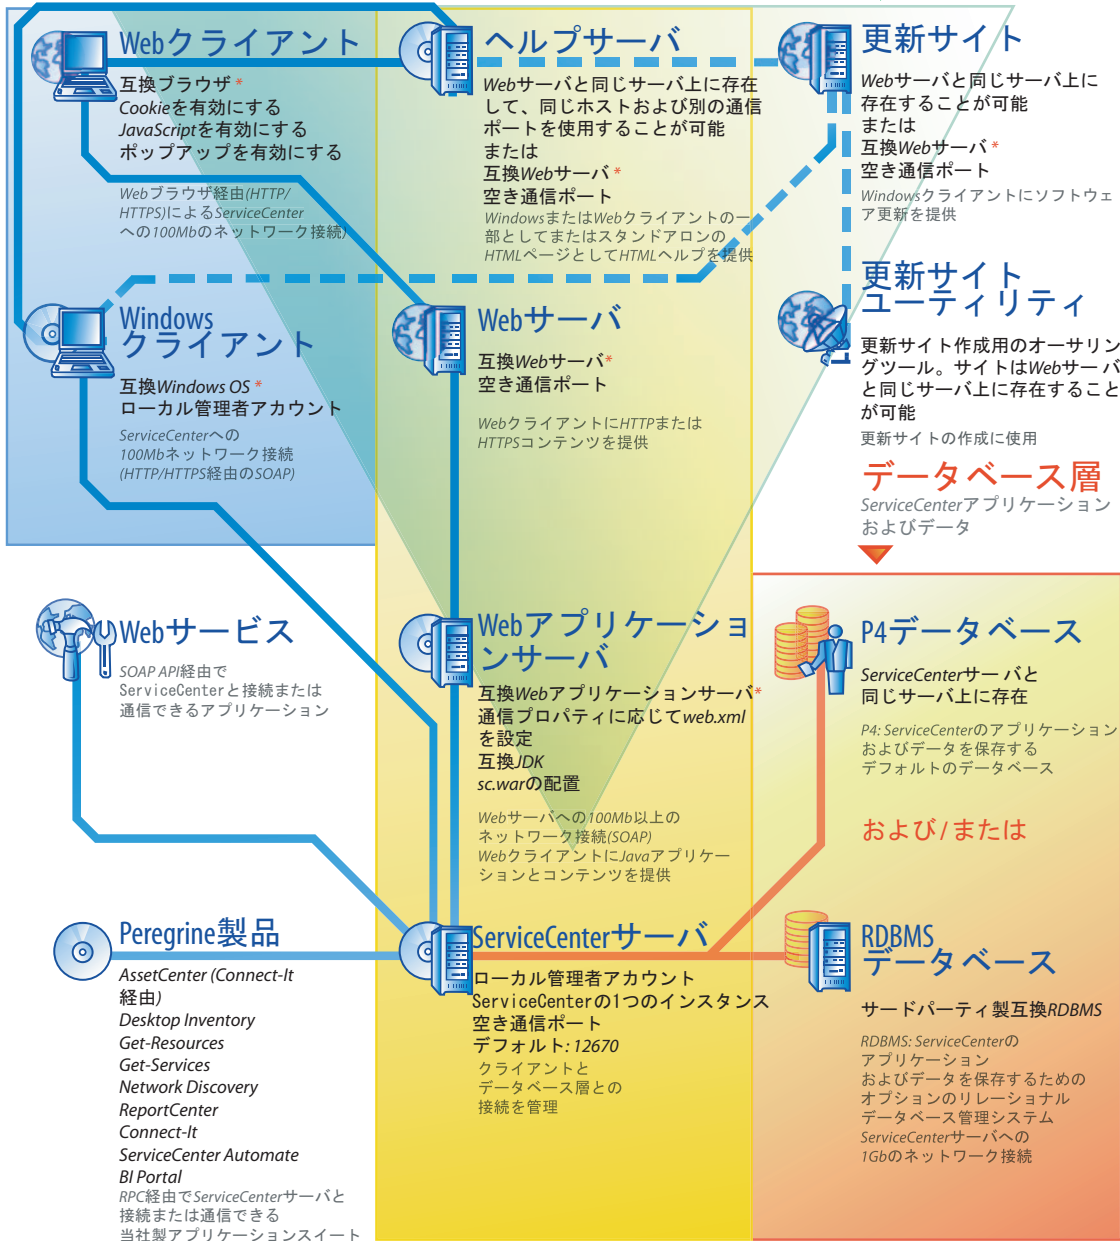 Webクライアント
互換ブラウザ *
Cookieを有効にする
JavaScriptを有効にする
ポップアップを有効にする
Webブラウザ経由(HTTP/
HTTPS)によるServiceCenter
への100Mbのネットワーク接続)
ヘルプサーバ
Webサーバと同じサーバ上に存在
して、同じホストおよび別の通信
ポートを使用することが可能
または
互換Webサーバ *
空き通信ポート
WindowsまたはWebクライアントの一
部としてまたはスタンドアロンの
HTMLページとしてHTMLヘルプを提供
更新サイト
Webサーバと同じサーバ上に
存在することが可能
または
互換Webサーバ *
空き通信ポート
Windowsクライアントにソフトウェ
ア更新を提供
Windows
クライアント
互換Windows OS *
ローカル管理者アカウント
ServiceCenterへの
100Mbネットワーク接続
(HTTP/HTTPS経由のSOAP)
Webサーバ
互換Webサーバ*
空き通信ポート
WebクライアントにHTTPまたは
HTTPSコンテンツを提供
更新サイト
ユーティリティ
更新サイト作成用のオーサリン
グツール。サイトはWebサーバ
と同じサーバ上に存在すること
が可能
更新サイトの作成に使用
データベース層
ServiceCenterアプリケーション
およびデータ
Webサービス
SOAP API経由で
ServiceCenterと接続または
通信できるアプリケーション
Webアプリケーショ
ンサーバ
互換Webアプリケーションサーバ*
通信プロパティに応じてweb.xml
を設定
互換JDK
sc.warの配置
Webサーバへの100Mb以上の
ネットワーク接続(SOAP)
WebクライアントにJavaアプリケー
ションとコンテンツを提供
P4データベース
ServiceCenterサーバと
同じサーバ上に存在
P4: ServiceCenterのアプリケーション
およびデータを保存する
デフォルトのデータベース
および/または
Peregrine製品
AssetCenter (Connect-It
経由)
Desktop Inventory
Get-Resources
Get-Services
Network Discovery
ReportCenter
Connect-It
ServiceCenter Automate
BI Portal
RPC経由でServiceCenterサーバと
接続または通信できる
当社製アプリケーションスイート
ServiceCenterサーバ
ローカル管理者アカウント
ServiceCenterの1つのインスタンス
空き通信ポート
デフォルト: 12670
クライアントと
データベース層との
接続を管理
RDBMS
データベース
サードパーティ製互換RDBMS
RDBMS: ServiceCenterの
アプリケーション
およびデータを保存するための
オプションのリレーショナル
データベース管理システム
ServiceCenterサーバへの
1Gbのネットワーク接続